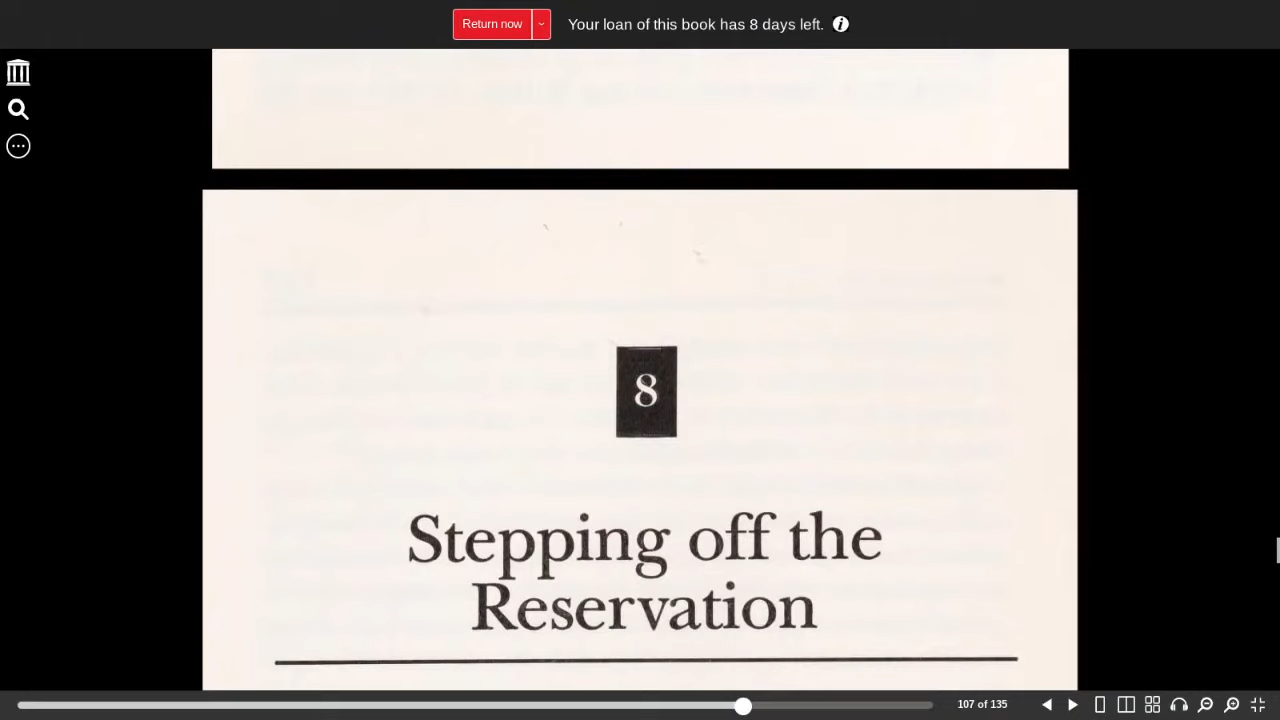 Return now
Your loan of this book has 8 days left.
8
Stepping off the
Reservation
107 of 135